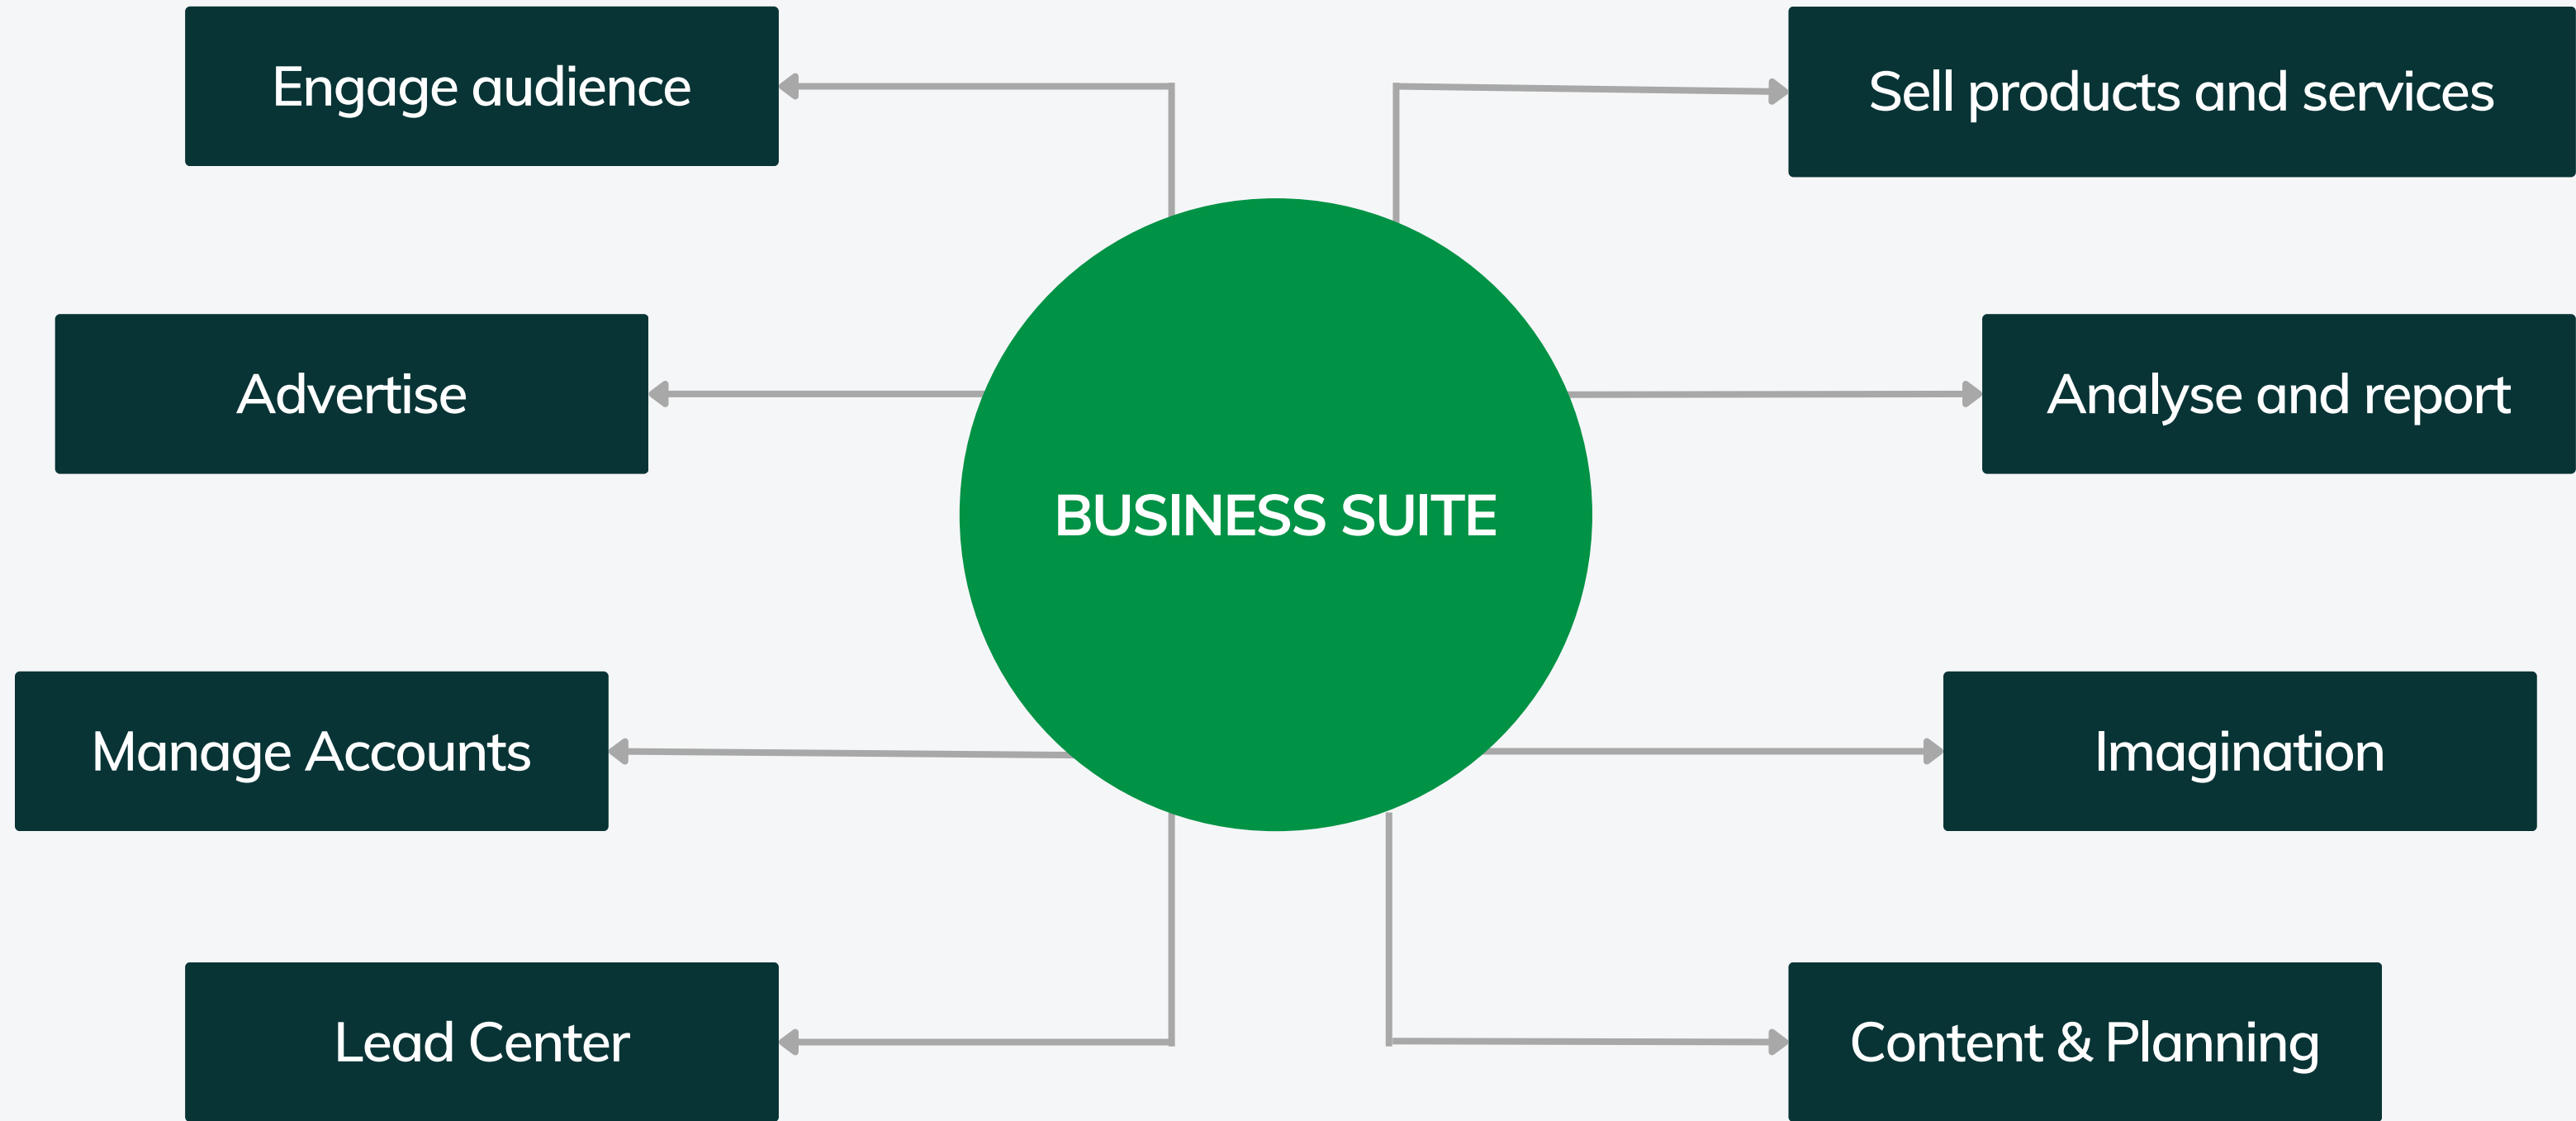 Engage audience
Sell products and services
Advertise
Analyse and report
BUSINESS SUITE
Manage Accounts
Imagination
Lead Center
Content & Planning